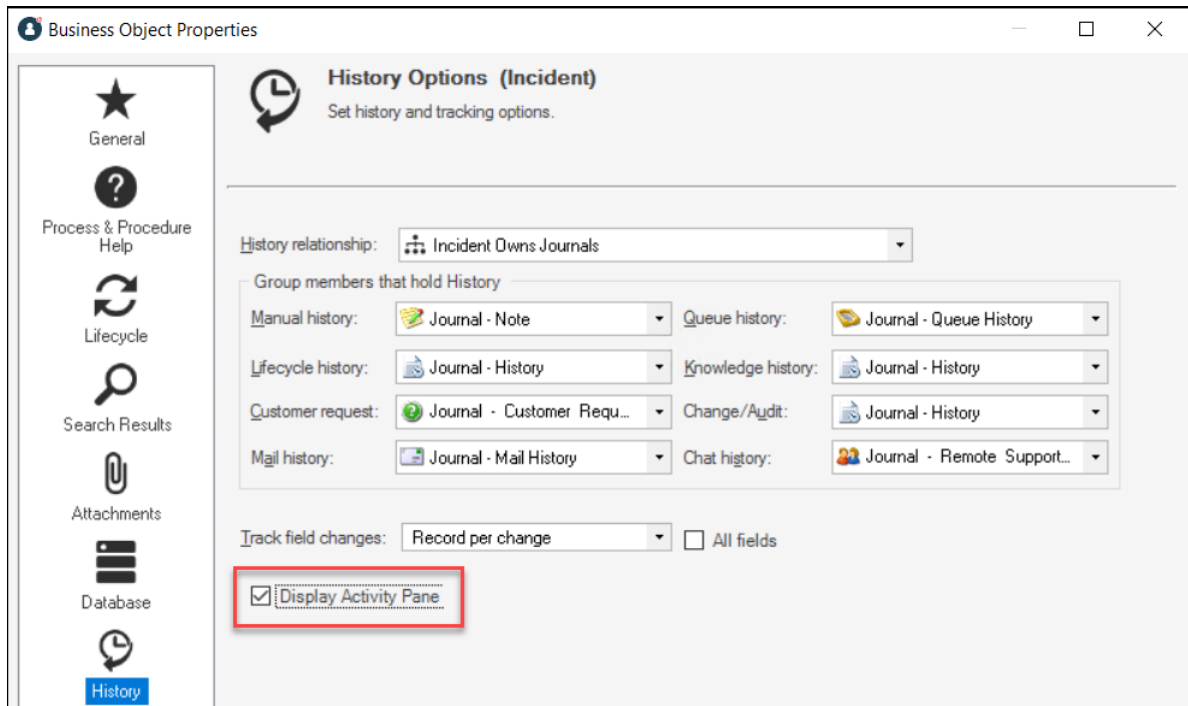 Business Object Properties
General
Process & Procedure
Help
Lifecycle
Search Results
Attachments
Database
History
History Options (Incident)
Set history and tracking options.
History relationship: Incident Owns Journals
Group members that hold History
Manual history: Journal - Note Queue history: Journal - Queue History
Lifecycle history: Journal - History Knowledge history: Journal - History
Customer request: Journal - Customer Requ... Change/Audit: Journal - History
Mail history: Journal - Mail History Chat history: Journal - Remote Support...
Track field changes: Record per change All fields
Display Activity Pane